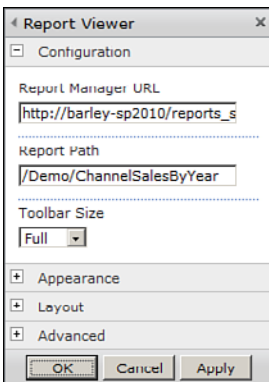 Report Viewer
Configuration
Report Manager URL
http://barley-sp2010/reports_s
Report Path
/Demo/ChannelSalesByYear
Toolbar Size
Full
Appearance
Layout
Advanced
OK Cancel Apply